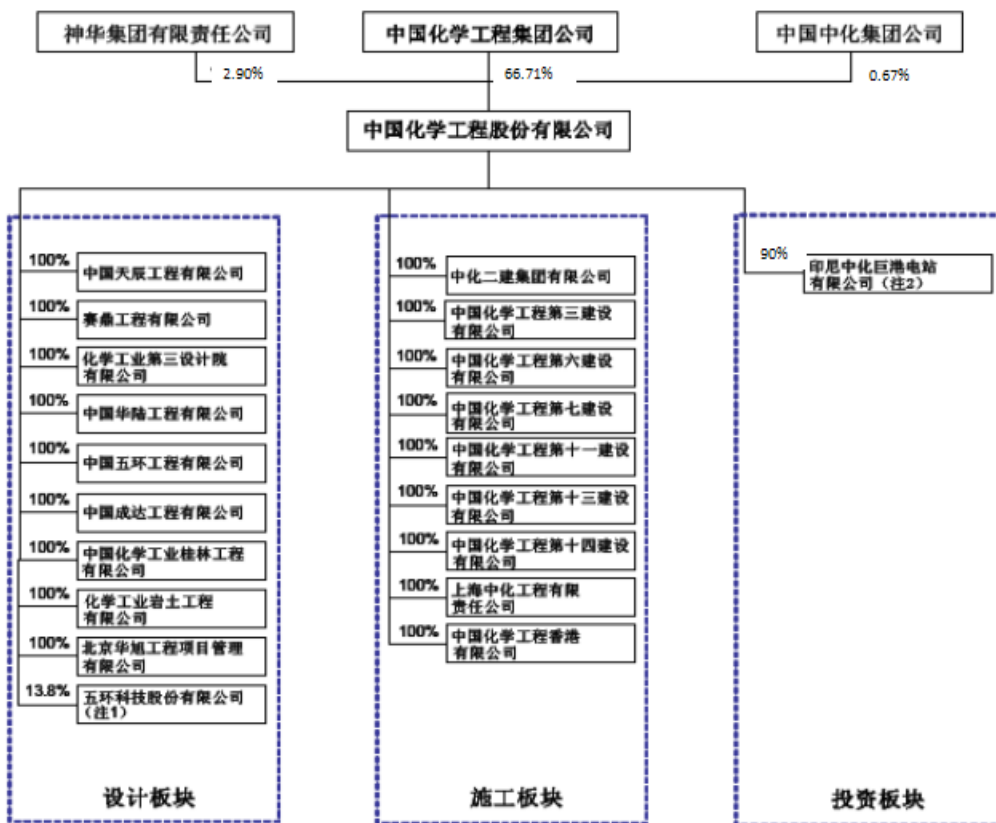 神华集团有限责任公司
中国化学工程集团公司
中国中化集团公司
2.90%
66.71%
0.67%
中国化学工程股份有限公司
100%
中国天辰工程有限公司
100%
赛鼎工程有限公司
100%
化学工业第三设计院
有限公司
100%
中国华陆工程有限公司
100%
中国五环工程有限公司
100%
中国成达工程有限公司
100%
中国化学工业桂林工程
有限公司
100%
化学工业岩土工程
有限公司
100%
北京华旭工程项目管理
有限公司
13.8%
五环科技股份有限公司
（注1）
设计板块
100%
中化二建集团有限公司
100%
中国化学工程第三建设
有限公司
100%
中国化学工程第六建设
有限公司
100%
中国化学工程第七建设
有限公司
100%
中国化学工程第十一建设
有限公司
100%
中国化学工程第十三建设
有限公司
100%
中国化学工程第十四建设
有限公司
100%
上海中化工程有限
责任公司
100%
中国化学工程香港
有限公司
施工板块
90%
印尼中化巨港电站
有限公司（注2）
投资板块